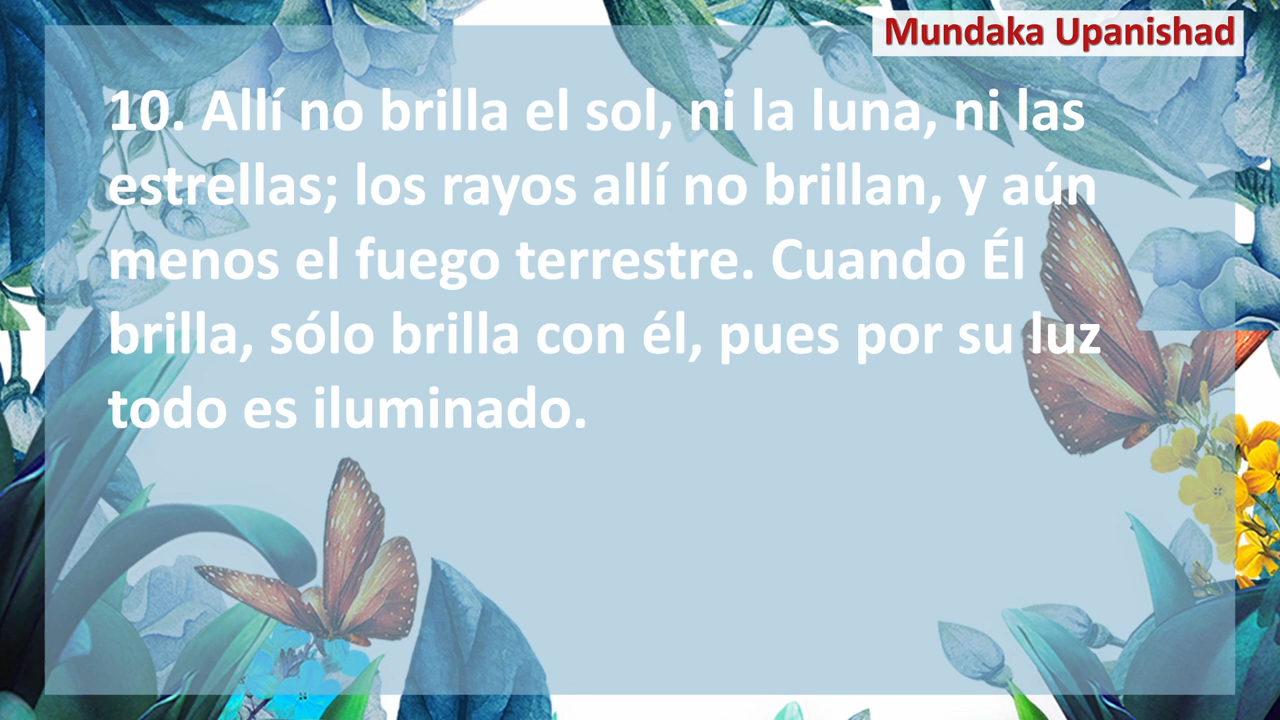 Mundaka Upanishad
10. Allí no brilla el sol, ni la luna, ni las
estrellas; los rayos allí no brillan, y aún
menos el fuego terrestre. Cuando Él
brilla, sólo brilla con él, pues por su luz
todo es iluminado.